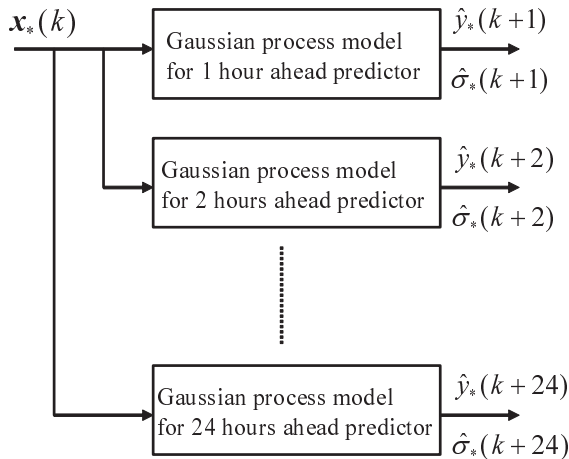 𝒙*(k)
Gaussian process model
for 1 hour ahead predictor
ŷ*(k+1)
σ̂*(k+1)
Gaussian process model
for 2 hours ahead predictor
ŷ*(k+2)
σ̂*(k+2)
Gaussian process model
for 24 hours ahead predictor
ŷ*(k+24)
σ̂*(k+24)